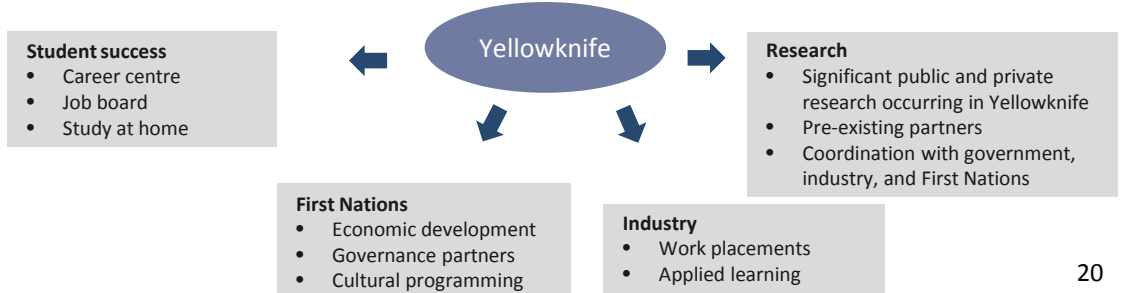 Yellowknife
Student success
• Career centre
• Job board
• Study at home
Research
• Significant public and private
research occurring in Yellowknife
• Pre-existing partners
• Coordination with government,
industry, and First Nations
First Nations
• Economic development
• Governance partners
• Cultural programming
Industry
• Work placements
• Applied learning
20